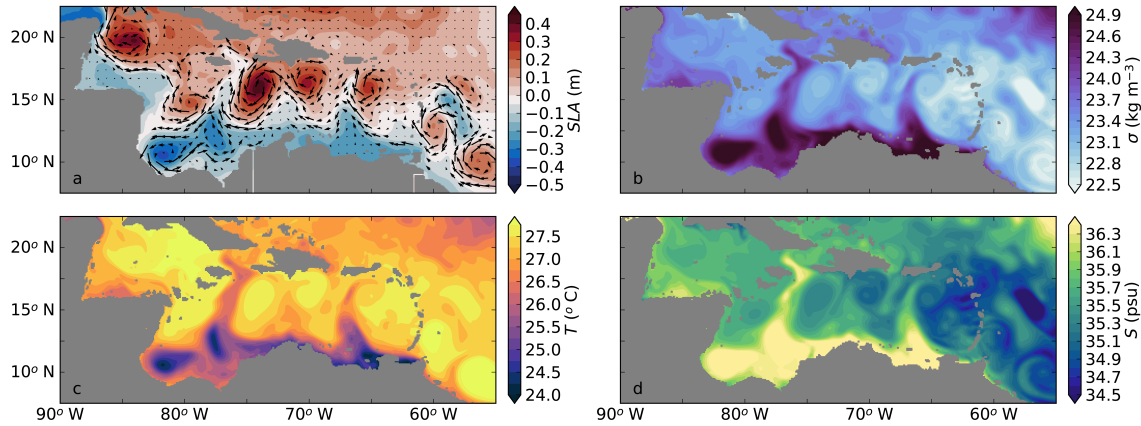 20° N
15° N
10° N
a
0.4
0.3
0.2
0.1
0.0
−0.1
−0.2
−0.3
−0.4
−0.5
SLA (m)
b
24.9
24.6
24.3
24.0
23.7
23.4
23.1
22.8
22.5
σ (kg m⁻³)
20° N
15° N
10° N
c
27.5
27.0
26.5
26.0
25.5
25.0
24.5
24.0
T (° C)
d
36.3
36.1
35.9
35.7
35.5
35.3
35.1
34.9
34.7
34.5
S (psu)
90° W
80° W
70° W
60° W
90° W
80° W
70° W
60° W